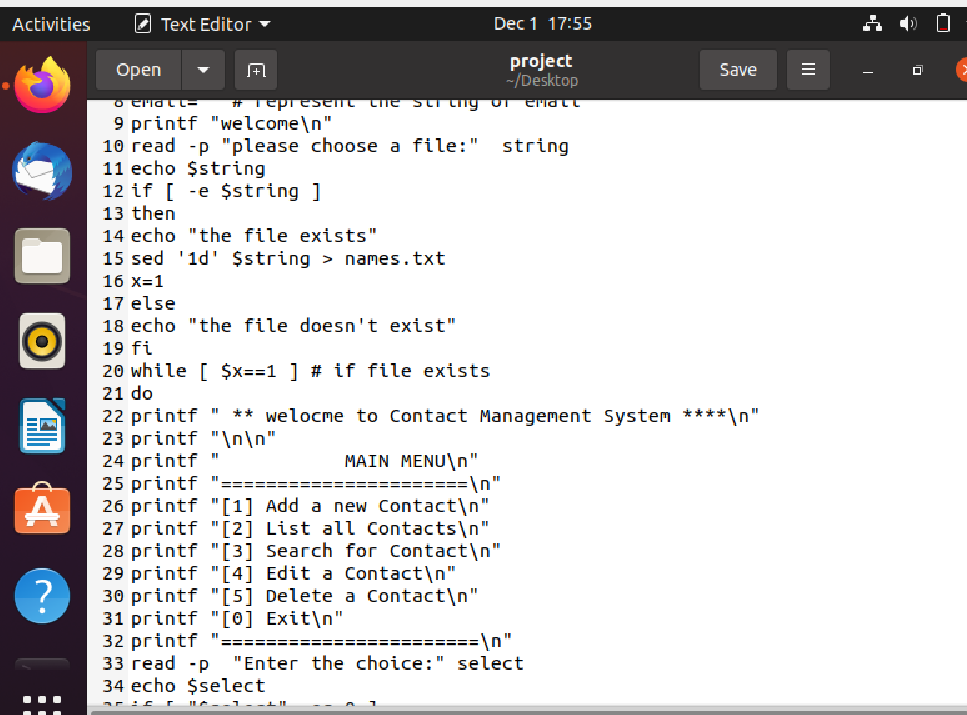 Activities Text Editor Dec 1 17:55
Open project Save
~/Desktop
8 email= # represent the string of email
9 printf "welcome\n"
10 read -p "please choose a file:"  string
11 echo $string
12 if [ -e $string ]
13 then
14 echo "the file exists"
15 sed '1d' $string > names.txt
16 x=1
17 else
18 echo "the file doesn't exist"
19 fi
20 while [ $x==1 ] # if file exists
21 do
22 printf " ** welocme to Contact Management System ****\n"
23 printf "\n\n"
24 printf "           MAIN MENU\n"
25 printf "======================\n"
26 printf "[1] Add a new Contact\n"
27 printf "[2] List all Contacts\n"
28 printf "[3] Search for Contact\n"
29 printf "[4] Edit a Contact\n"
30 printf "[5] Delete a Contact\n"
31 printf "[0] Exit\n"
32 printf "=======================\n"
33 read -p  "Enter the choice:" select
34 echo $select